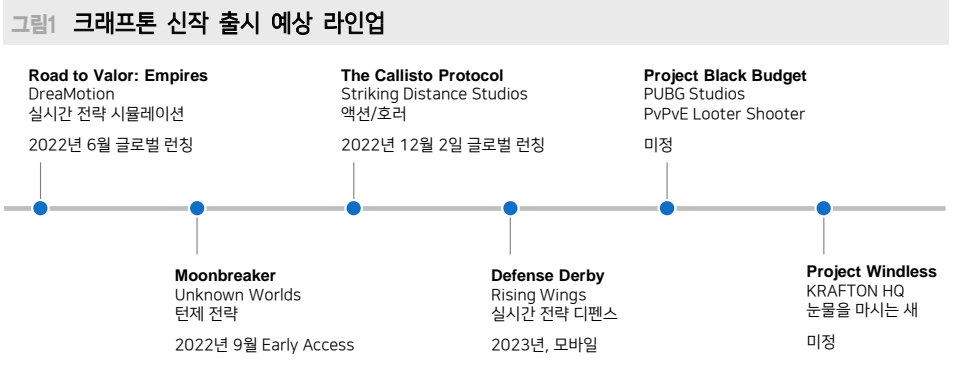 그림1 크래프톤 신작 출시 예상 라인업
Road to Valor: Empires
DreaMotion
실시간 전략 시뮬레이션
2022년 6월 글로벌 런칭
The Callisto Protocol
Striking Distance Studios
액션/호러
2022년 12월 2일 글로벌 런칭
Project Black Budget
PUBG Studios
PvPvE Looter Shooter
미정
Moonbreaker
Unknown Worlds
턴제 전략
2022년 9월 Early Access
Defense Derby
Rising Wings
실시간 전략 디펜스
2023년, 모바일
Project Windless
KRAFTON HQ
눈물을 마시는 새
미정